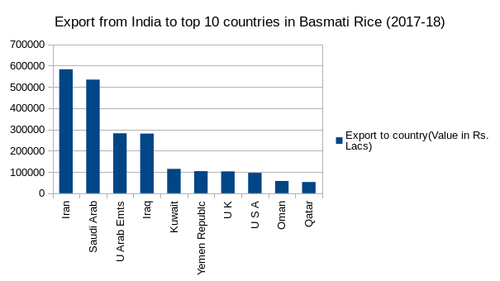 Export from India to top 10 countries in Basmati Rice (2017-18)
700000
600000
500000
400000
300000
200000
100000
0
Iran
Saudi Arab
U Arab Emts
Iraq
Kuwait
Yemen Republc
U K
U S A
Oman
Qatar
Export to country(Value in Rs.
Lacs)